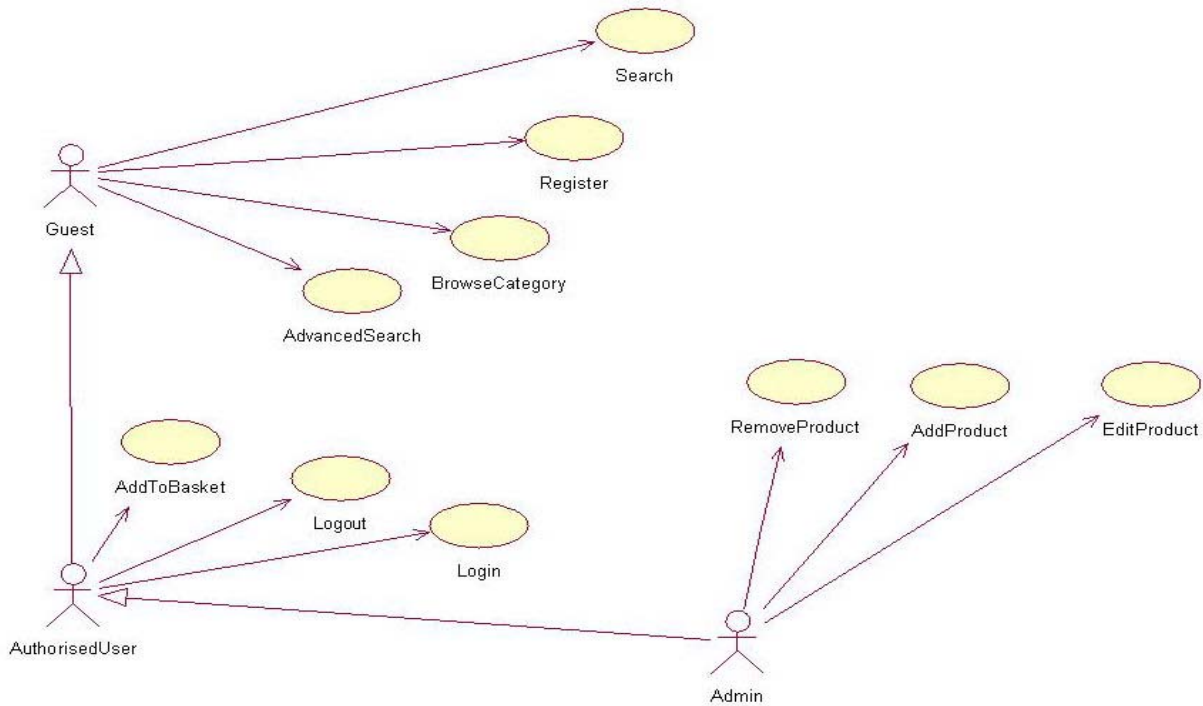 Search
Register
Guest
BrowseCategory
AdvancedSearch
RemoveProduct
AddProduct
EditProduct
AddToBasket
Logout
Login
AuthorisedUser
Admin